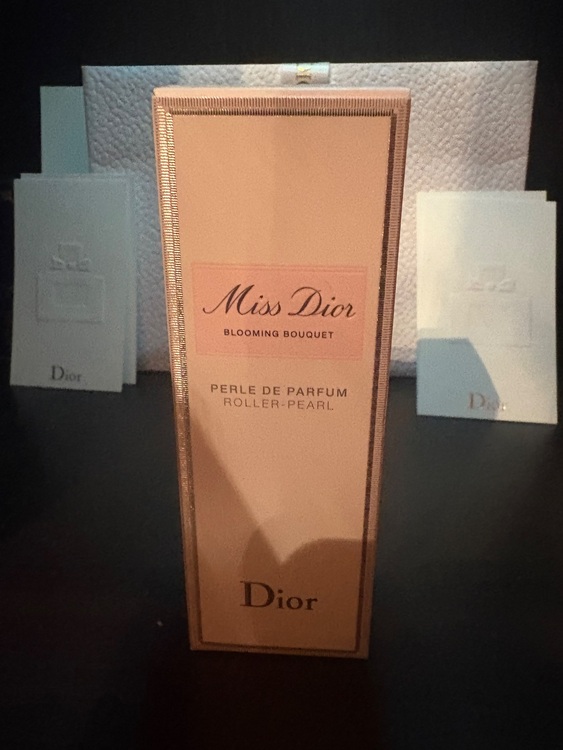 Miss Dior
BLOOMING BOUQUET
PERLE DE PARFUM
ROLLER-PEARL
Dior
Dior
Dior